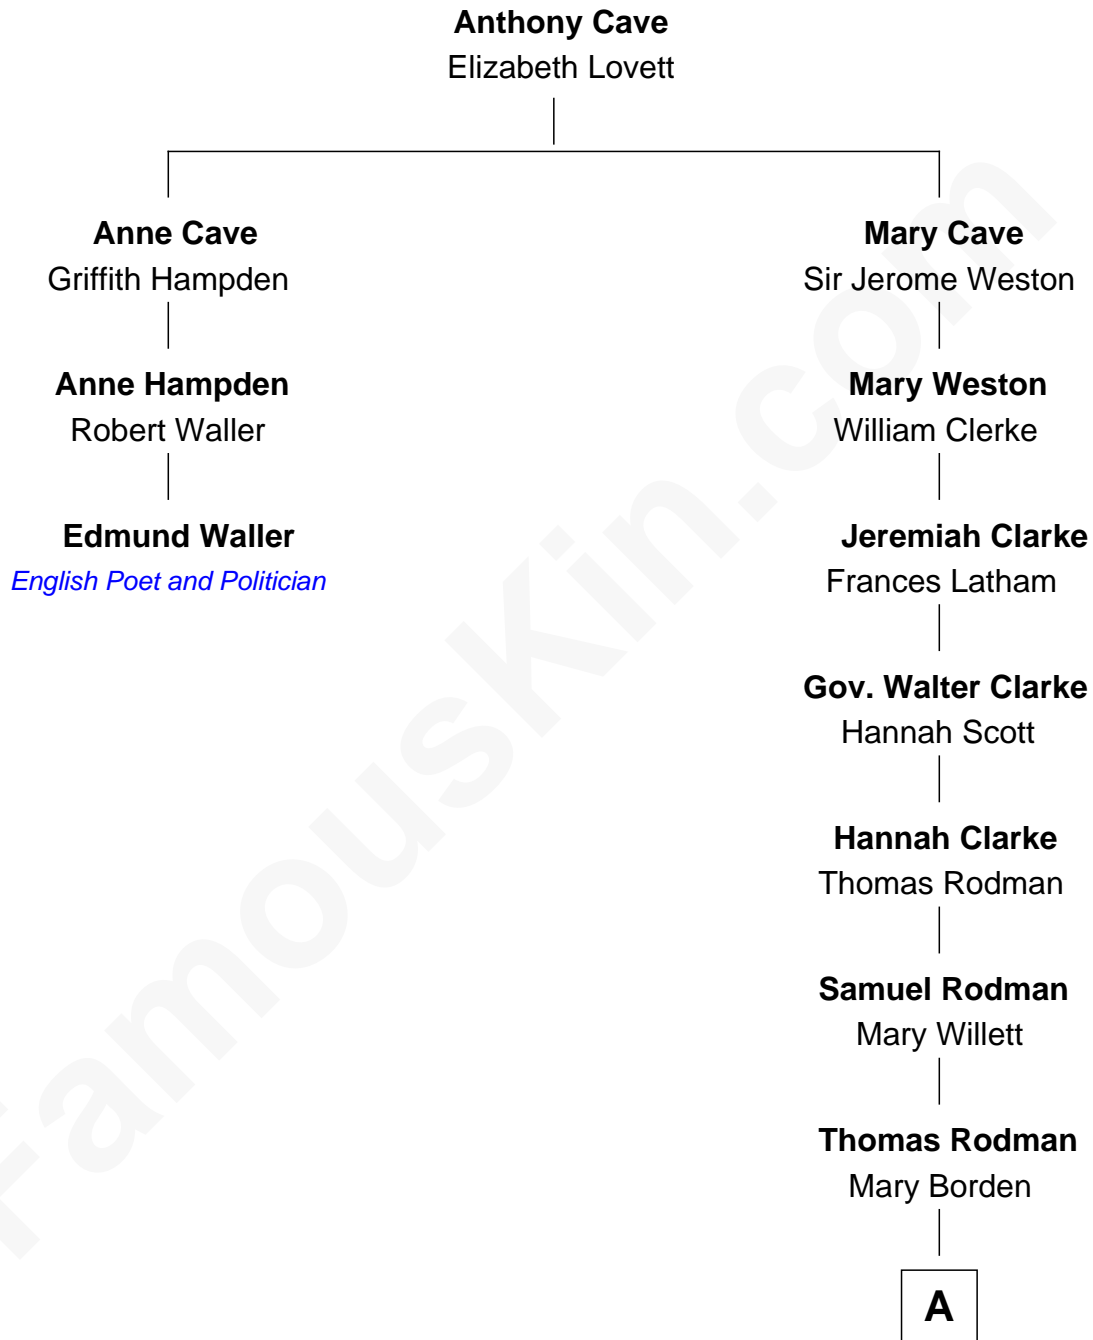 Anthony Cave
Elizabeth Lovett
Anne Cave
Griffith Hampden
Anne Hampden
Robert Waller
Edmund Waller
English Poet and Politician
Mary Cave
Sir Jerome Weston
Mary Weston
William Clerke
Jeremiah Clarke
Frances Latham
Gov. Walter Clarke
Hannah Scott
Hannah Clarke
Thomas Rodman
Samuel Rodman
Mary Willett
Thomas Rodman
Mary Borden
A
FamousKin.com